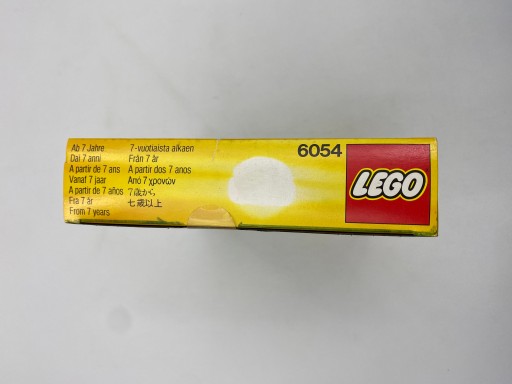 Ab 7 Jahre
Dai 7 anni
A partir de 7 ans
Vanaf 7 jaar
A partir de 7 años
Fra 7 år
From 7 years
7-vuotiaista alkaen
Från 7 år
A partir dos 7 anos
Από 7 χρονών
7歳から
七歲以上
6054
LEGO